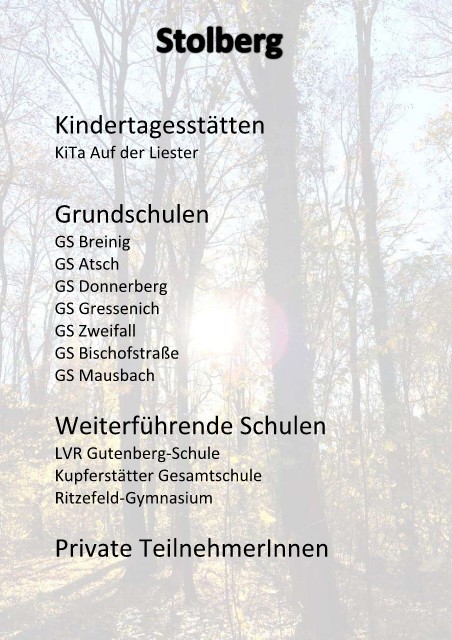 Stolberg
Kindertagesstätten
KiTa Auf der Liester
Grundschulen
GS Breinig
GS Atsch
GS Donnerberg
GS Gressenich
GS Zweifall
GS Bischofstraße
GS Mausbach
Weiterführende Schulen
LVR Gutenberg-Schule
Kupferstätter Gesamtschule
Ritzefeld-Gymnasium
Private TeilnehmerInnen